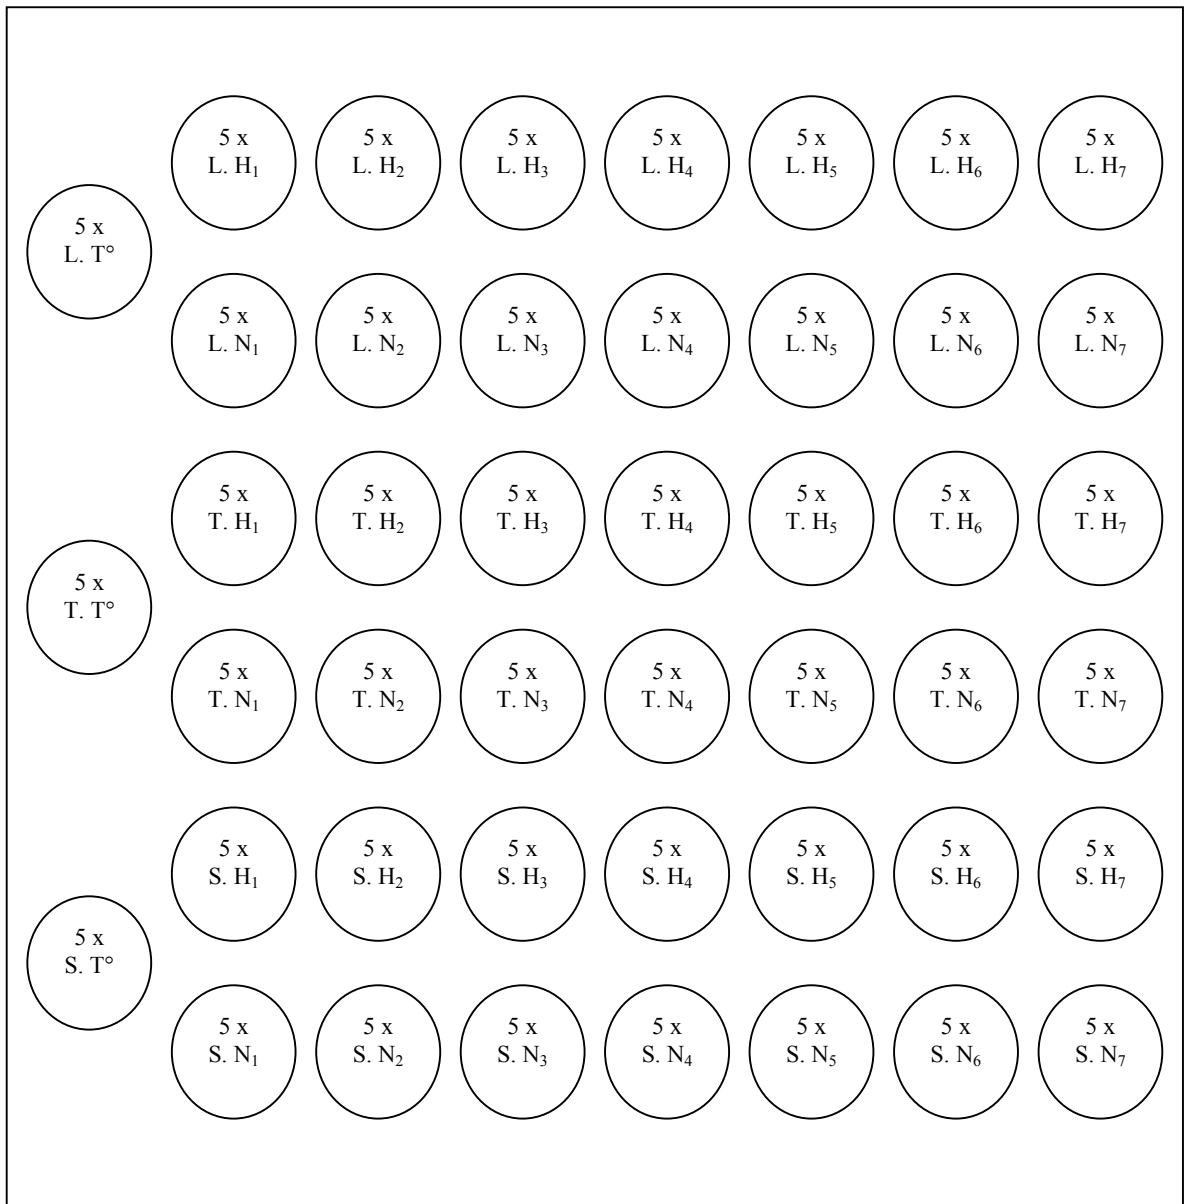 5 x
L. H₁
5 x
L. H₂
5 x
L. H₃
5 x
L. H₄
5 x
L. H₅
5 x
L. H₆
5 x
L. H₇
5 x
L. T°
5 x
L. N₁
5 x
L. N₂
5 x
L. N₃
5 x
L. N₄
5 x
L. N₅
5 x
L. N₆
5 x
L. N₇
5 x
T. H₁
5 x
T. H₂
5 x
T. H₃
5 x
T. H₄
5 x
T. H₅
5 x
T. H₆
5 x
T. H₇
5 x
T. T°
5 x
T. N₁
5 x
T. N₂
5 x
T. N₃
5 x
T. N₄
5 x
T. N₅
5 x
T. N₆
5 x
T. N₇
5 x
S. H₁
5 x
S. H₂
5 x
S. H₃
5 x
S. H₄
5 x
S. H₅
5 x
S. H₆
5 x
S. H₇
5 x
S. T°
5 x
S. N₁
5 x
S. N₂
5 x
S. N₃
5 x
S. N₄
5 x
S. N₅
5 x
S. N₆
5 x
S. N₇